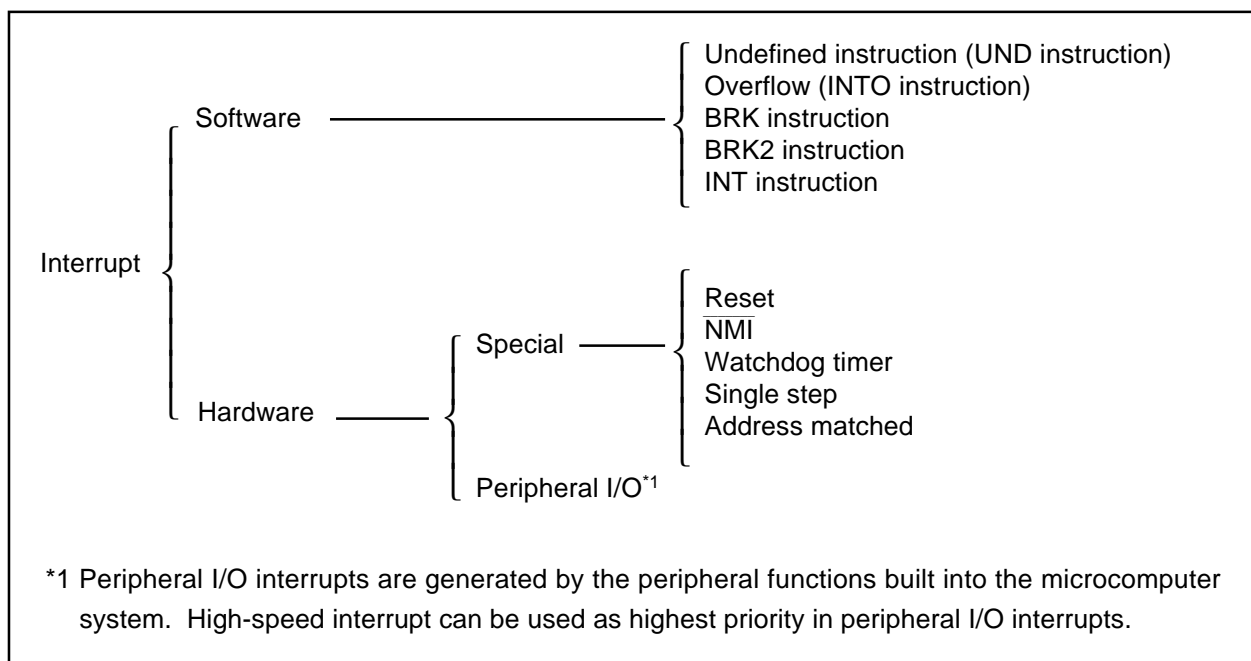 Undefined instruction (UND instruction)
Overflow (INTO instruction)
Software
BRK instruction
BRK2 instruction
INT instruction
Interrupt
Reset
NMI
Special
Watchdog timer
Single step
Hardware
Address matched
Peripheral I/O*1
*1 Peripheral I/O interrupts are generated by the peripheral functions built into the microcomputer
system. High-speed interrupt can be used as highest priority in peripheral I/O interrupts.